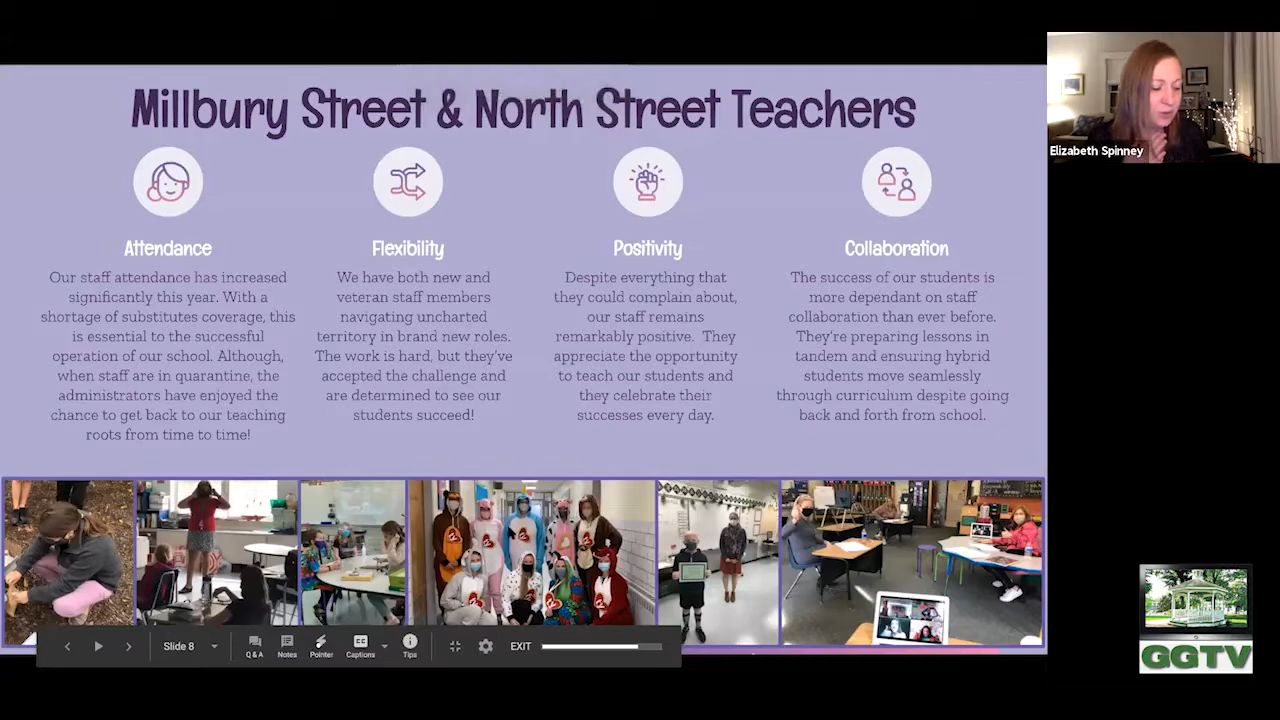 Millbury Street & North Street Teachers
Attendance
Our staff attendance has increased
significantly this year. With a
shortage of substitutes coverage, this
is essential to the successful
operation of our school. Although,
when staff are in quarantine, the
administrators have enjoyed the
chance to get back to our teaching
roots from time to time!
Flexibility
We have both new and
veteran staff members
navigating uncharted
territory in brand new roles.
The work is hard, but they've
accepted the challenge and
are determined to see our
students succeed!
Positivity
Despite everything that
they could complain about,
our staff remains
remarkably positive. They
appreciate the opportunity
to teach our students and
they celebrate their
successes every day.
Collaboration
The success of our students is
more dependant on staff
collaboration than ever before.
They're preparing lessons in
tandem and ensuring hybrid
students move seamlessly
through curriculum despite going
back and forth from school.
Elizabeth Spinney
Slide 8
Q & A
Notes
Pointer
CC
Captions
Tips
EXIT
GGTV